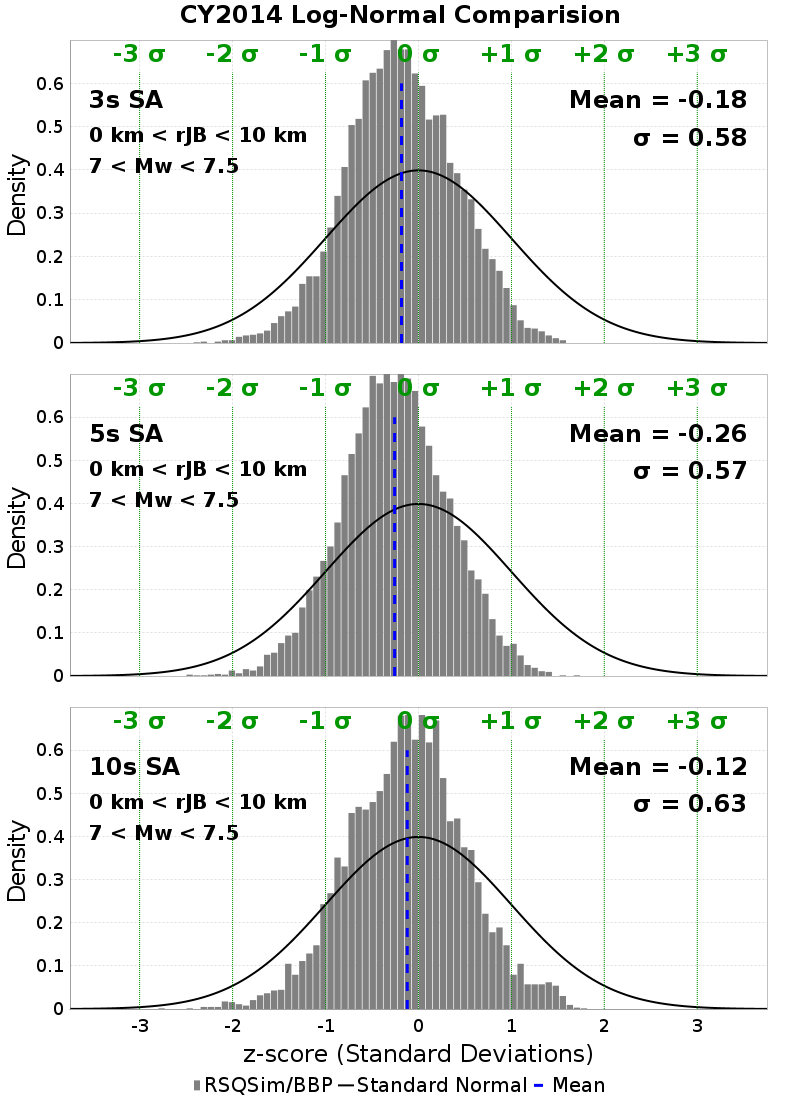 CY2014 Log-Normal Comparision
-3 σ -2 σ -1 σ 0 σ +1 σ +2 σ +3 σ
3s SA
Mean = -0.18
0 km < rJB < 10 km
σ = 0.58
7 < Mw < 7.5
Density
0.6
0.5
0.4
0.3
0.2
0.1
0
-3 σ -2 σ -1 σ 0 σ +1 σ +2 σ +3 σ
5s SA
Mean = -0.26
0 km < rJB < 10 km
σ = 0.57
7 < Mw < 7.5
Density
0.6
0.5
0.4
0.3
0.2
0.1
0
-3 σ -2 σ -1 σ 0 σ +1 σ +2 σ +3 σ
10s SA
Mean = -0.12
0 km < rJB < 10 km
σ = 0.63
7 < Mw < 7.5
Density
0.6
0.5
0.4
0.3
0.2
0.1
0
-3 -2 -1 0 1 2 3
z-score (Standard Deviations)
RSQSim/BBP Standard Normal Mean